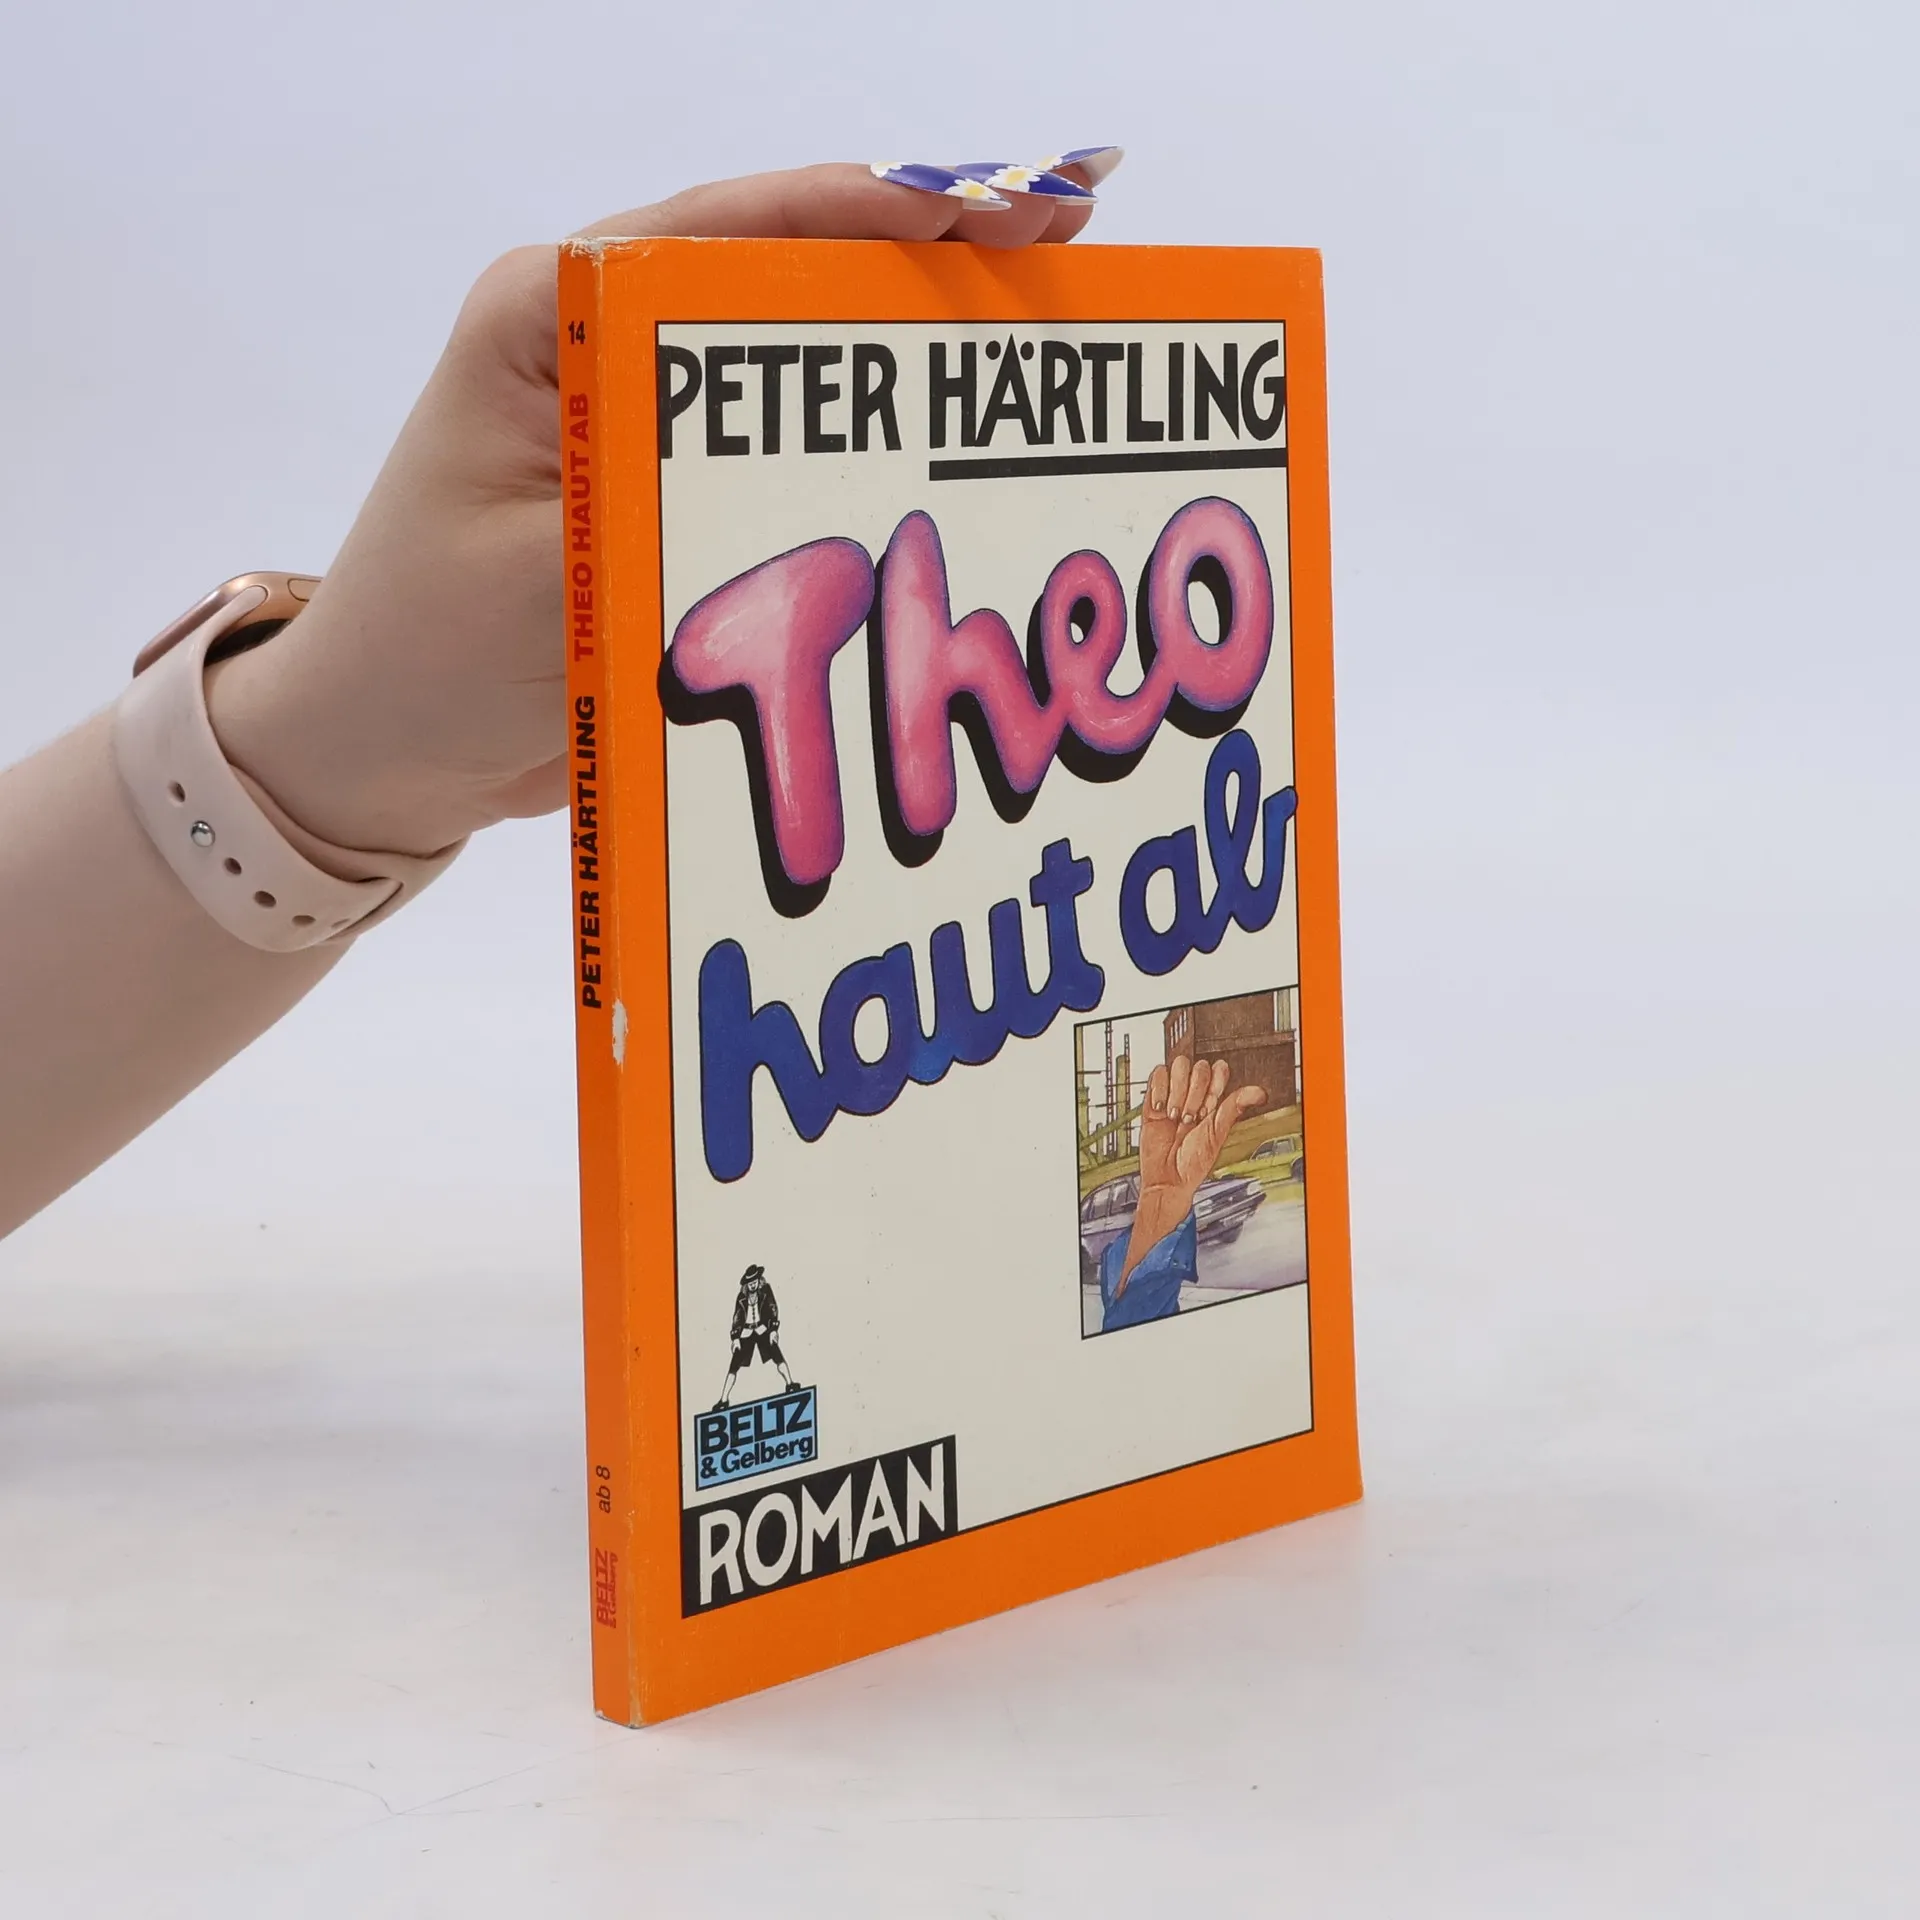 PETER HÄRTLING
Theo
haut ab
BELTZ
& Gelberg
ROMAN
14
PETER HÄRTLING THEO HAUT AB
ab 8
BELTZ
& Gelberg